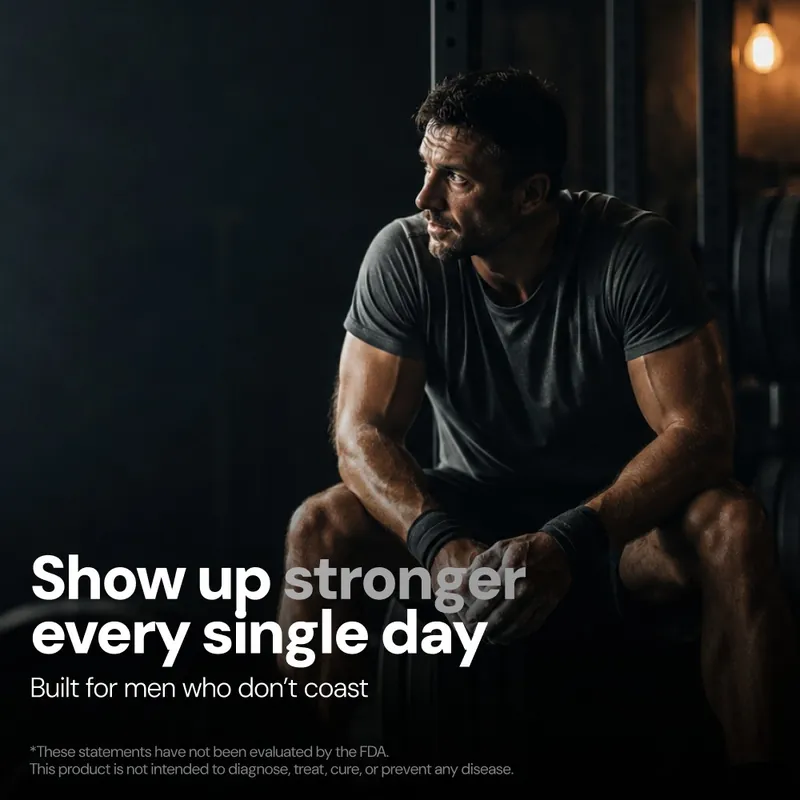 Show up stronger
every single day
Built for men who don’t coast
*These statements have not been evaluated by the FDA.
This product is not intended to diagnose, treat, cure, or prevent any disease.